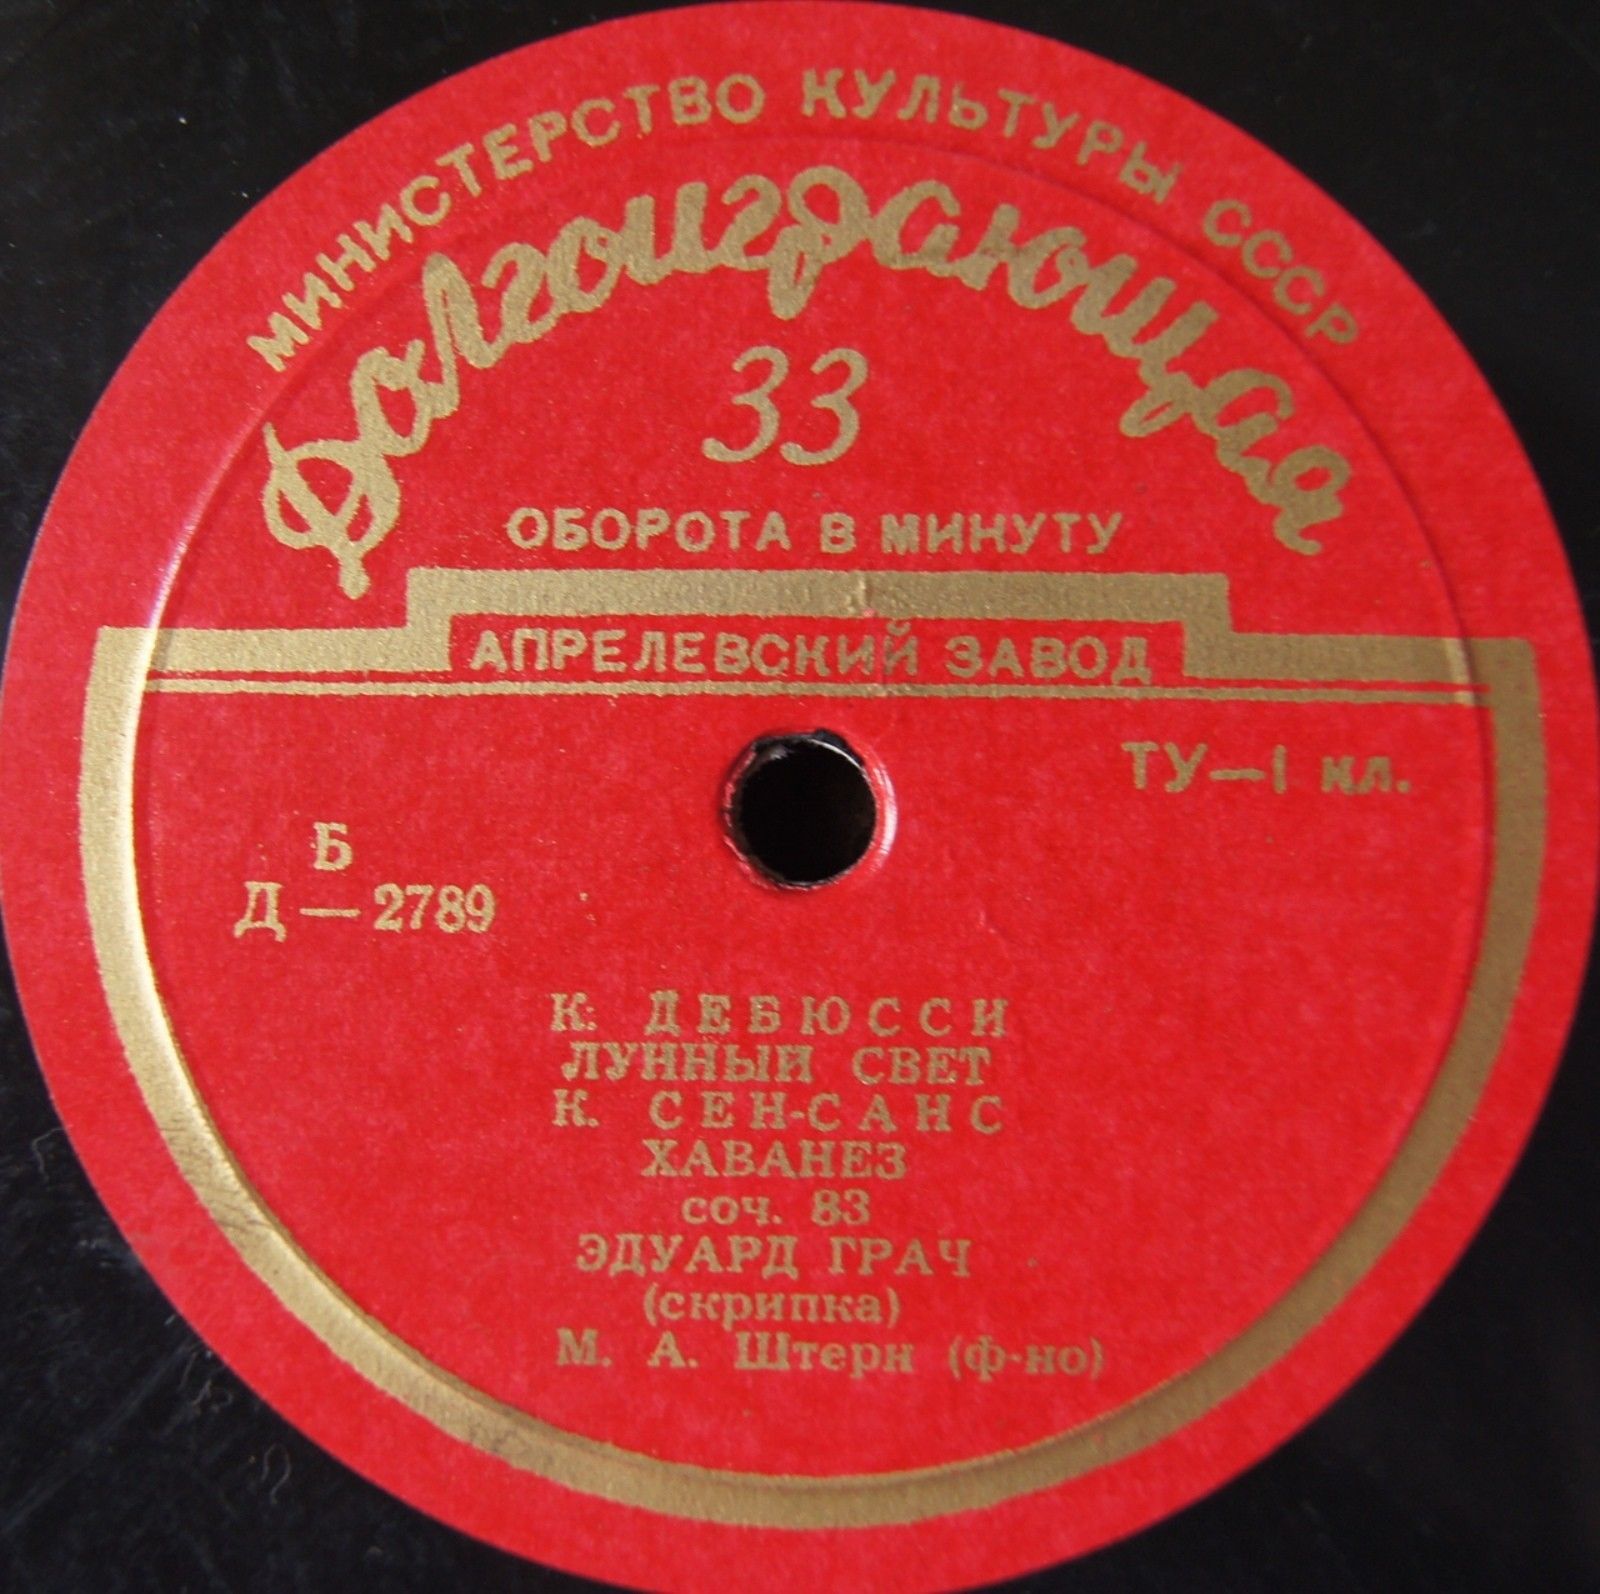 МИНИСТЕРСТВО КУЛЬТУРЫ СССР
Долгоиграющая
33
ОБОРОТА В МИНУТУ
АПРЕЛЕВСКИЙ ЗАВОД
ТУ—I кл.
Б
Д—2789
К. ДЕБЮССИ
ЛУННЫЙ СВЕТ
К. СЕН-САНС
ХАВАНЕЗ
соч. 83
ЭДУАРД ГРАЧ
(скрипка)
М. А. Штерн (ф-но)